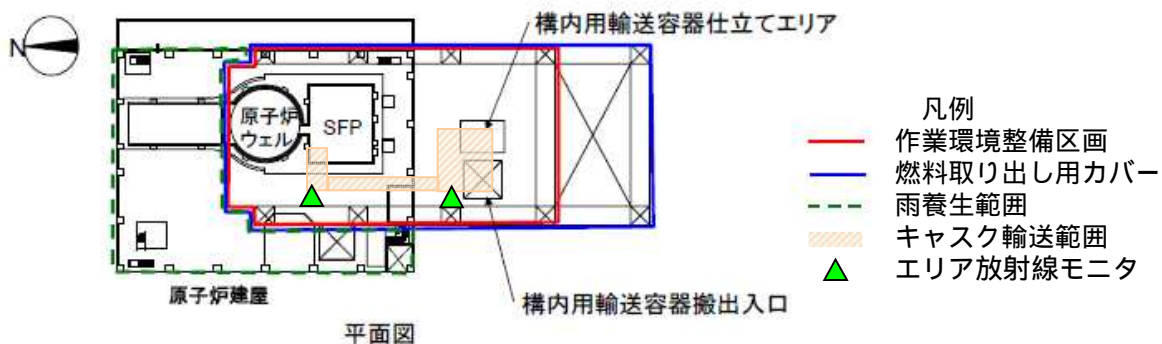 構内用輸送容器仕立てエリア
N
原子炉
ウェル
SFP
原子炉建屋
構内用輸送容器搬出入口
平面図
凡例
作業環境整備区画
燃料取り出し用カバー
雨養生範囲
キャスク輸送範囲
エリア放射線モニタ